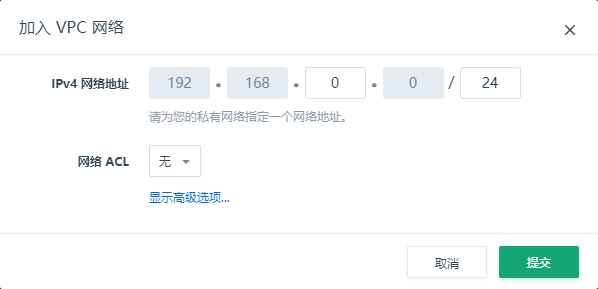 加入 VPC 网络
IPv4 网络地址 192 . 168 . 0 . 0 / 24
请为您的私有网络指定一个网络地址。
网络 ACL 无
显示高级选项...
取消 提交